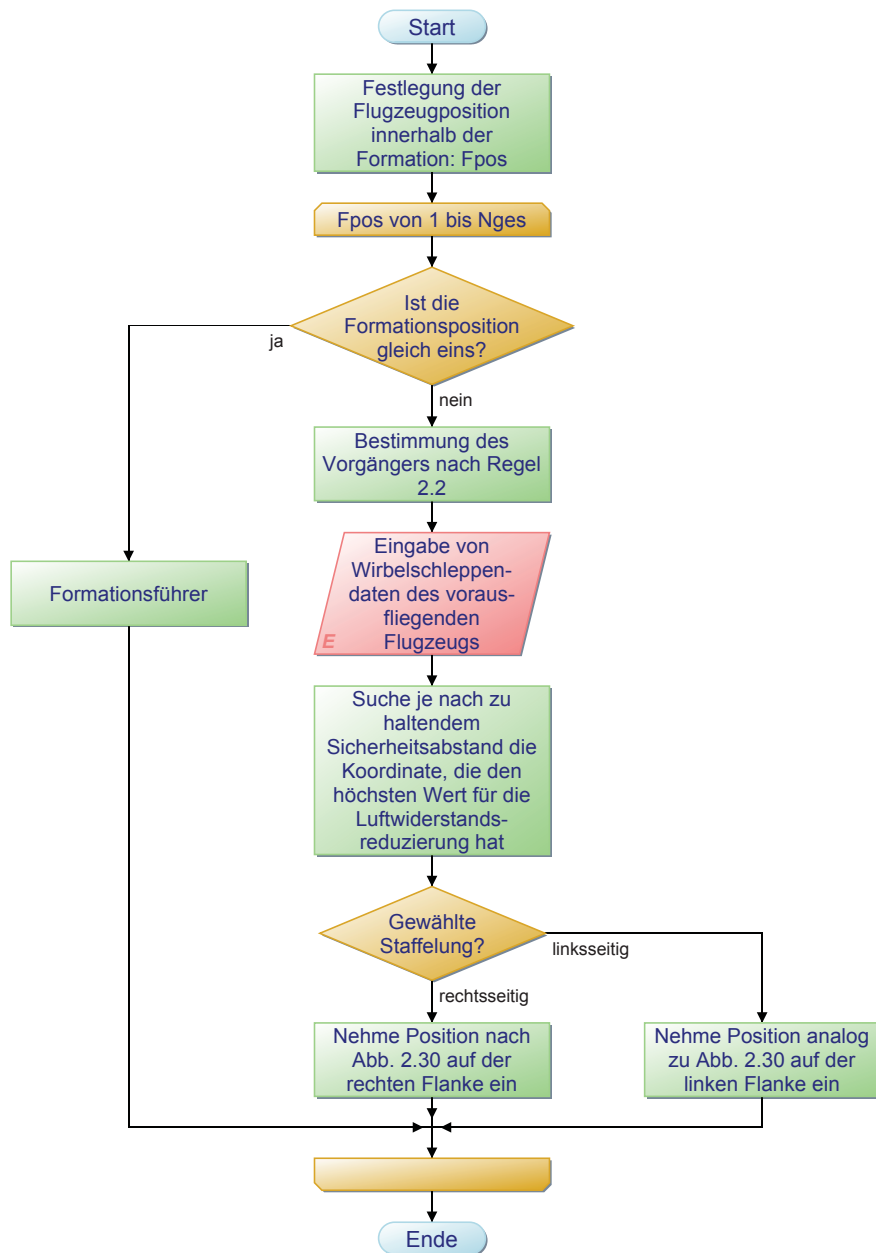 Start
Festlegung der
Flugzeugposition
innerhalb der
Formation: Fpos
Fpos von 1 bis Nges
Ist die
Formationsposition
gleich eins?
ja
nein
Bestimmung des
Vorgängers nach Regel
2.2
Eingabe von
Wirbelschleppen-
daten des voraus-
fliegenden
Flugzeugs
E
Formationsführer
Suche je nach zu
haltendem
Sicherheitsabstand die
Koordinate, die den
höchsten Wert für die
Luftwiderstands-
reduzierung hat
Gewählte
Staffelung?
linksseitig
rechtsseitig
Nehme Position nach
Abb. 2.30 auf der
rechten Flanke ein
Nehme Position analog
zu Abb. 2.30 auf der
linken Flanke ein
Ende